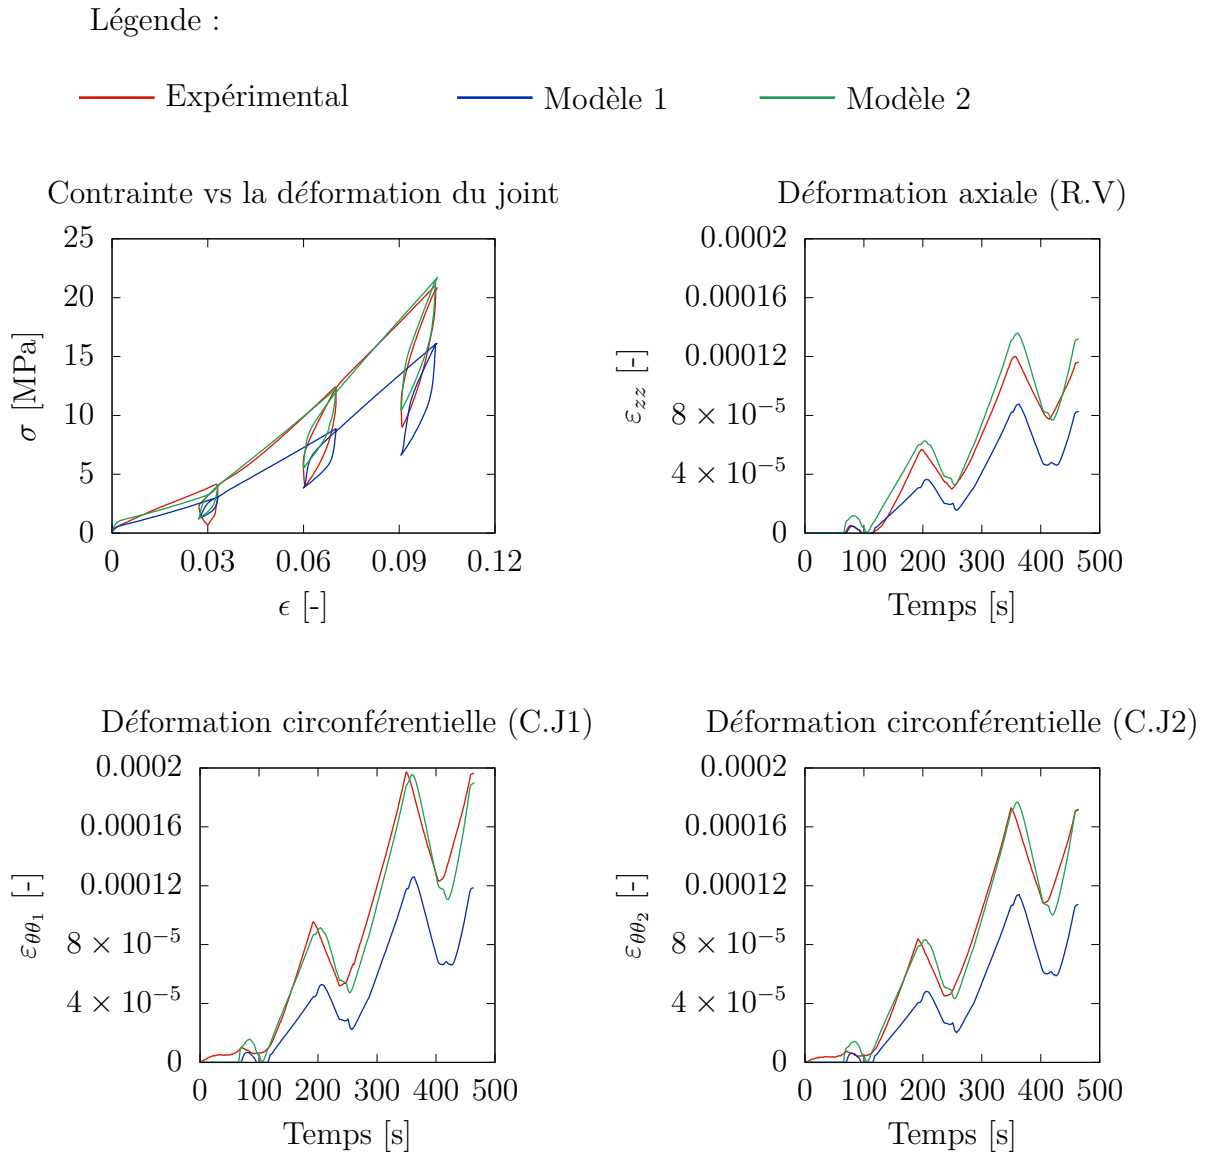 Légende :
Expérimental Modèle 1 Modèle 2
Contrainte vs la déformation du joint
25
20
15
10
5
0
0 0.03 0.06 0.09 0.12
σ [MPa]
ϵ [-]
Déformation axiale (R.V)
0.0002
0.00016
0.00012
8 × 10⁻⁵
4 × 10⁻⁵
0
0 100 200 300 400 500
ε_zz [-]
Temps [s]
Déformation circonférentielle (C.J1)
0.0002
0.00016
0.00012
8 × 10⁻⁵
4 × 10⁻⁵
0
0 100 200 300 400 500
ε_θθ₁ [-]
Temps [s]
Déformation circonférentielle (C.J2)
0.0002
0.00016
0.00012
8 × 10⁻⁵
4 × 10⁻⁵
0
0 100 200 300 400 500
ε_θθ₂ [-]
Temps [s]